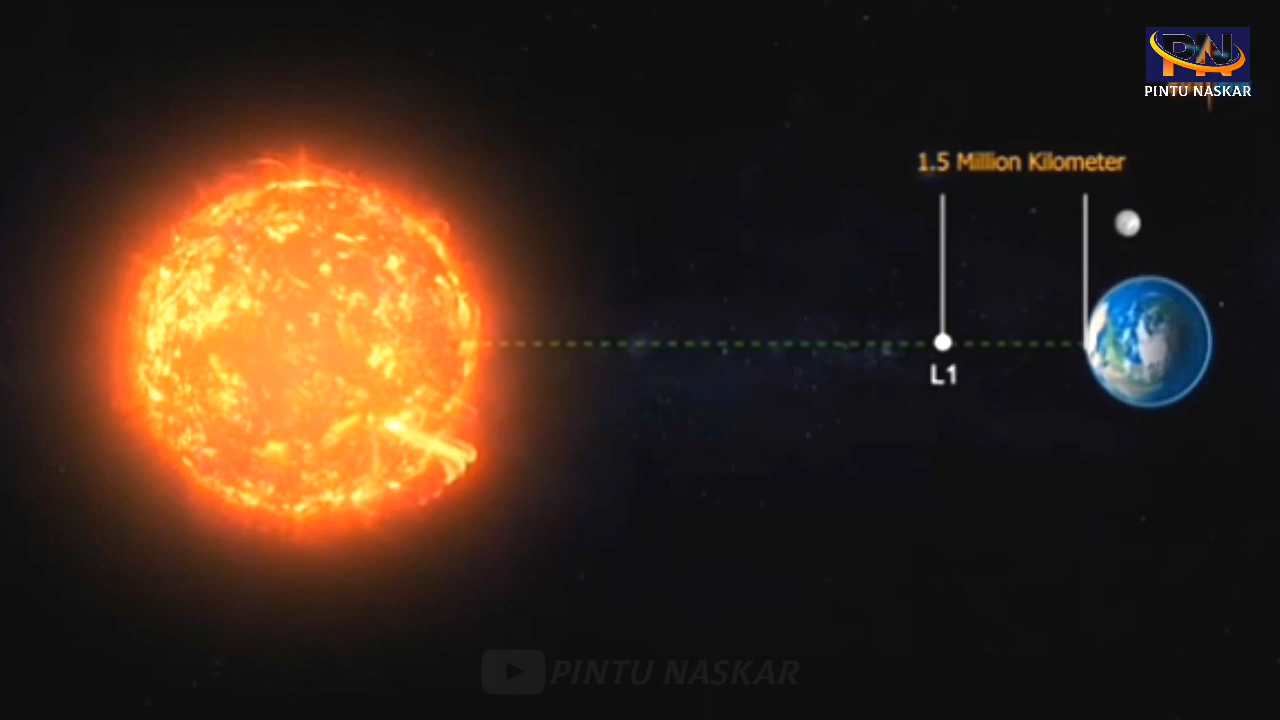 PN
PINTU NASKAR
1.5 Million Kilometer
L1
PINTU NASKAR